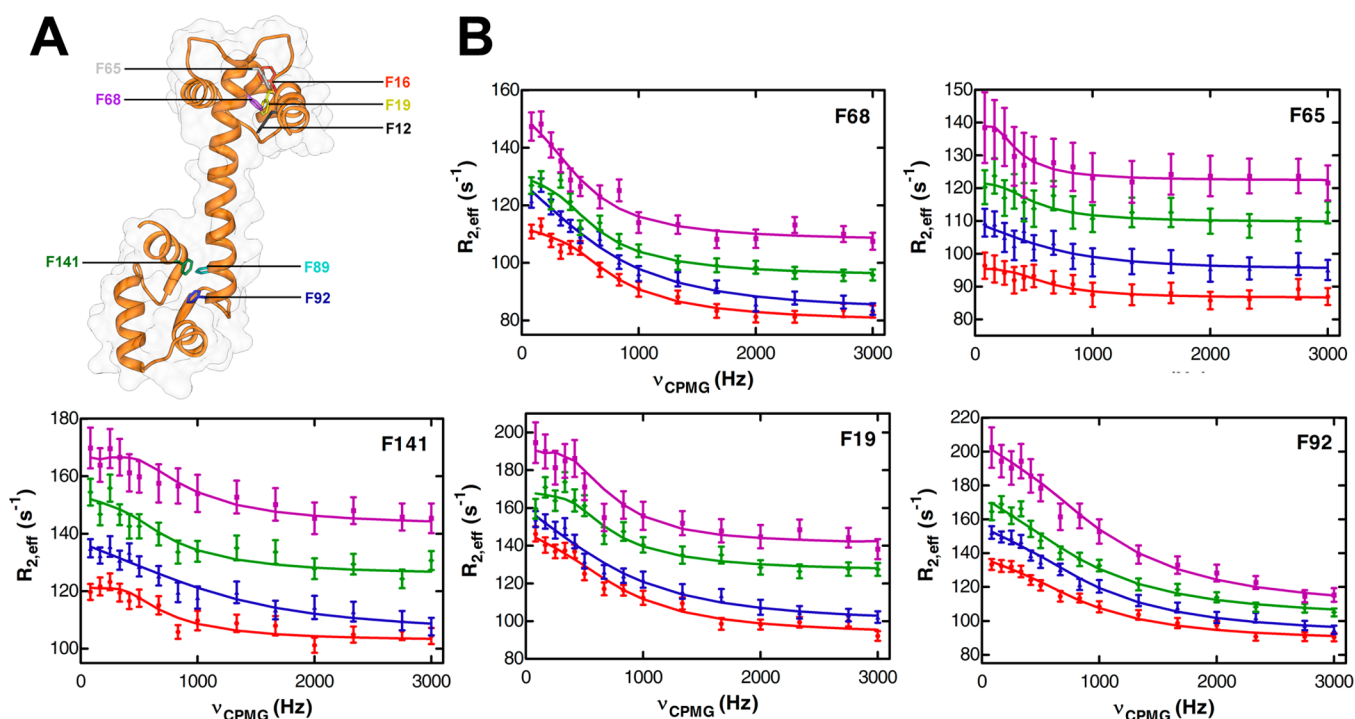 A
F65
F68
F16
F19
F12
F141
F89
F92
B
F68
R2,eff (s-1)
160
140
120
100
80
0 1000 2000 3000
νCPMG (Hz)
F65
R2,eff (s-1)
150
140
130
120
110
100
90
80
0 1000 2000 3000
F141
R2,eff (s-1)
180
160
140
120
100
0 1000 2000 3000
νCPMG (Hz)
F19
R2,eff (s-1)
200
180
160
140
120
100
80
0 1000 2000 3000
νCPMG (Hz)
F92
R2,eff (s-1)
220
200
180
160
140
120
100
80
0 1000 2000 3000
νCPMG (Hz)